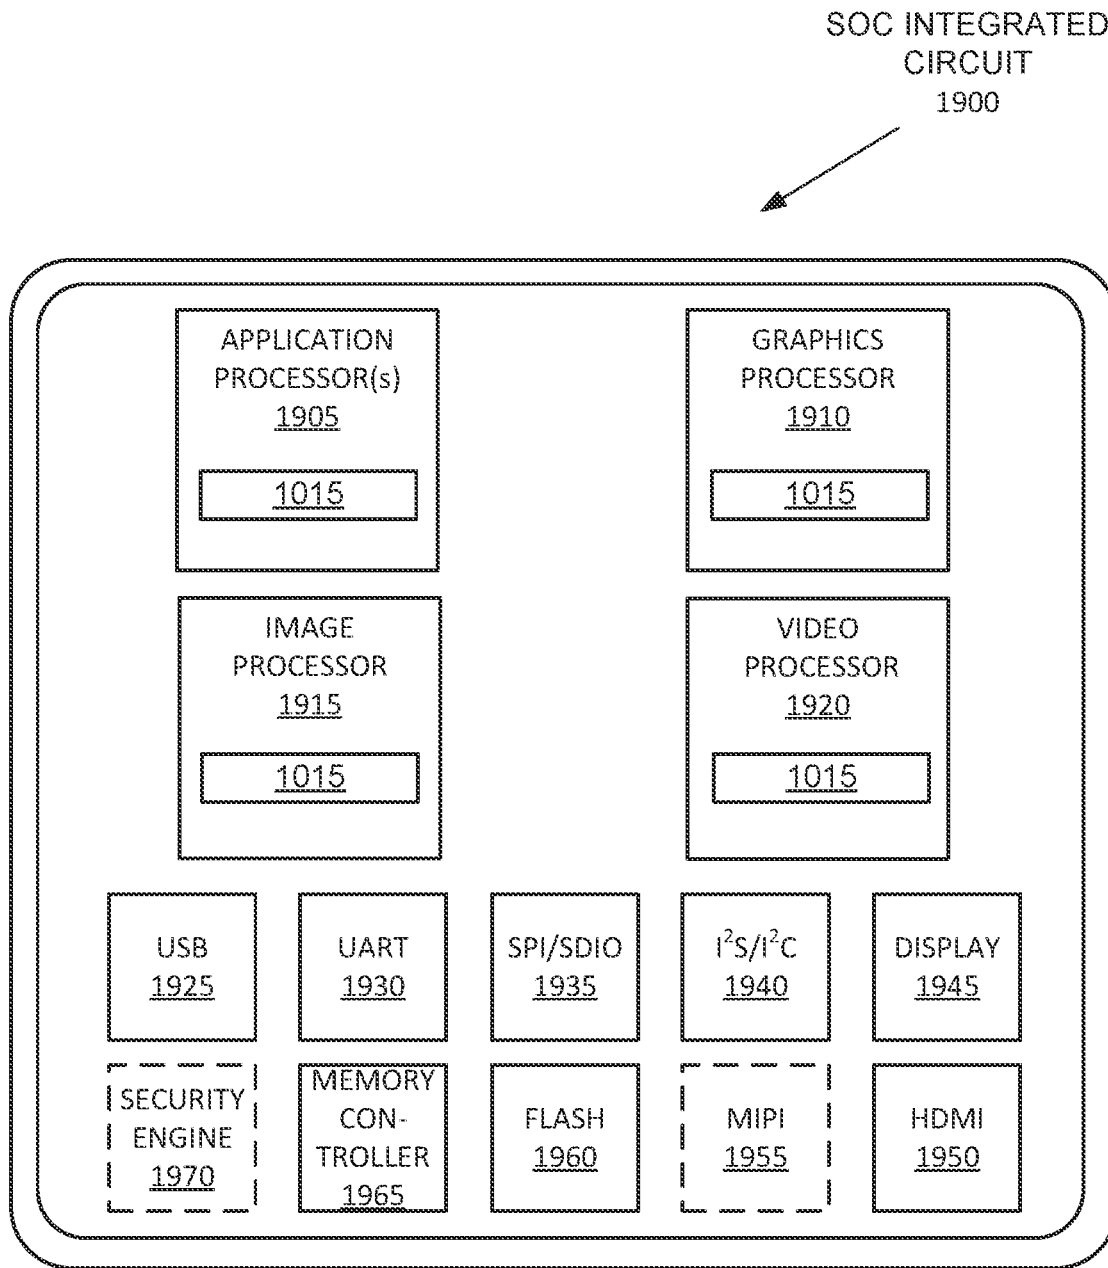 SOC INTEGRATED
CIRCUIT
1900
APPLICATION
PROCESSOR(s)
1905
1015
GRAPHICS
PROCESSOR
1910
1015
IMAGE
PROCESSOR
1915
1015
VIDEO
PROCESSOR
1920
1015
USB
1925
UART
1930
SPI/SDIO
1935
I²S/I²C
1940
DISPLAY
1945
SECURITY
ENGINE
1970
MEMORY
CON-
TROLLER
1965
FLASH
1960
MIPI
1955
HDMI
1950